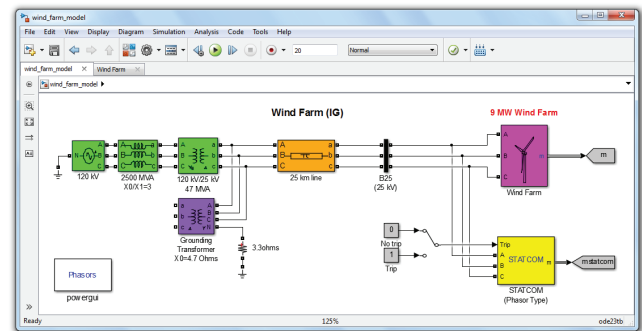 wind_farm_model
File Edit View Display Diagram Simulation Analysis Code Tools Help
20 Normal
wind_farm_model × Wind Farm ×
wind_farm_model
Wind Farm (IG)
9 MW Wind Farm
N A B C
120 kV
A B C a b c
2500 MVA
X0/X1=3
A B C a b c
120 kV/25 kV
47 MVA
A B C a b c
25 km line
B25
(25 kV)
A B C m
Wind Farm
m
a b c A B C N
Grounding
Transformer
X0=4.7 Ohms
3.3ohms
0
No trip
1
Trip
Trip A B C m
STATCOM
STATCOM
(Phasor Type)
mstatcom
Phasors
powergui
Ready 125% ode23tb